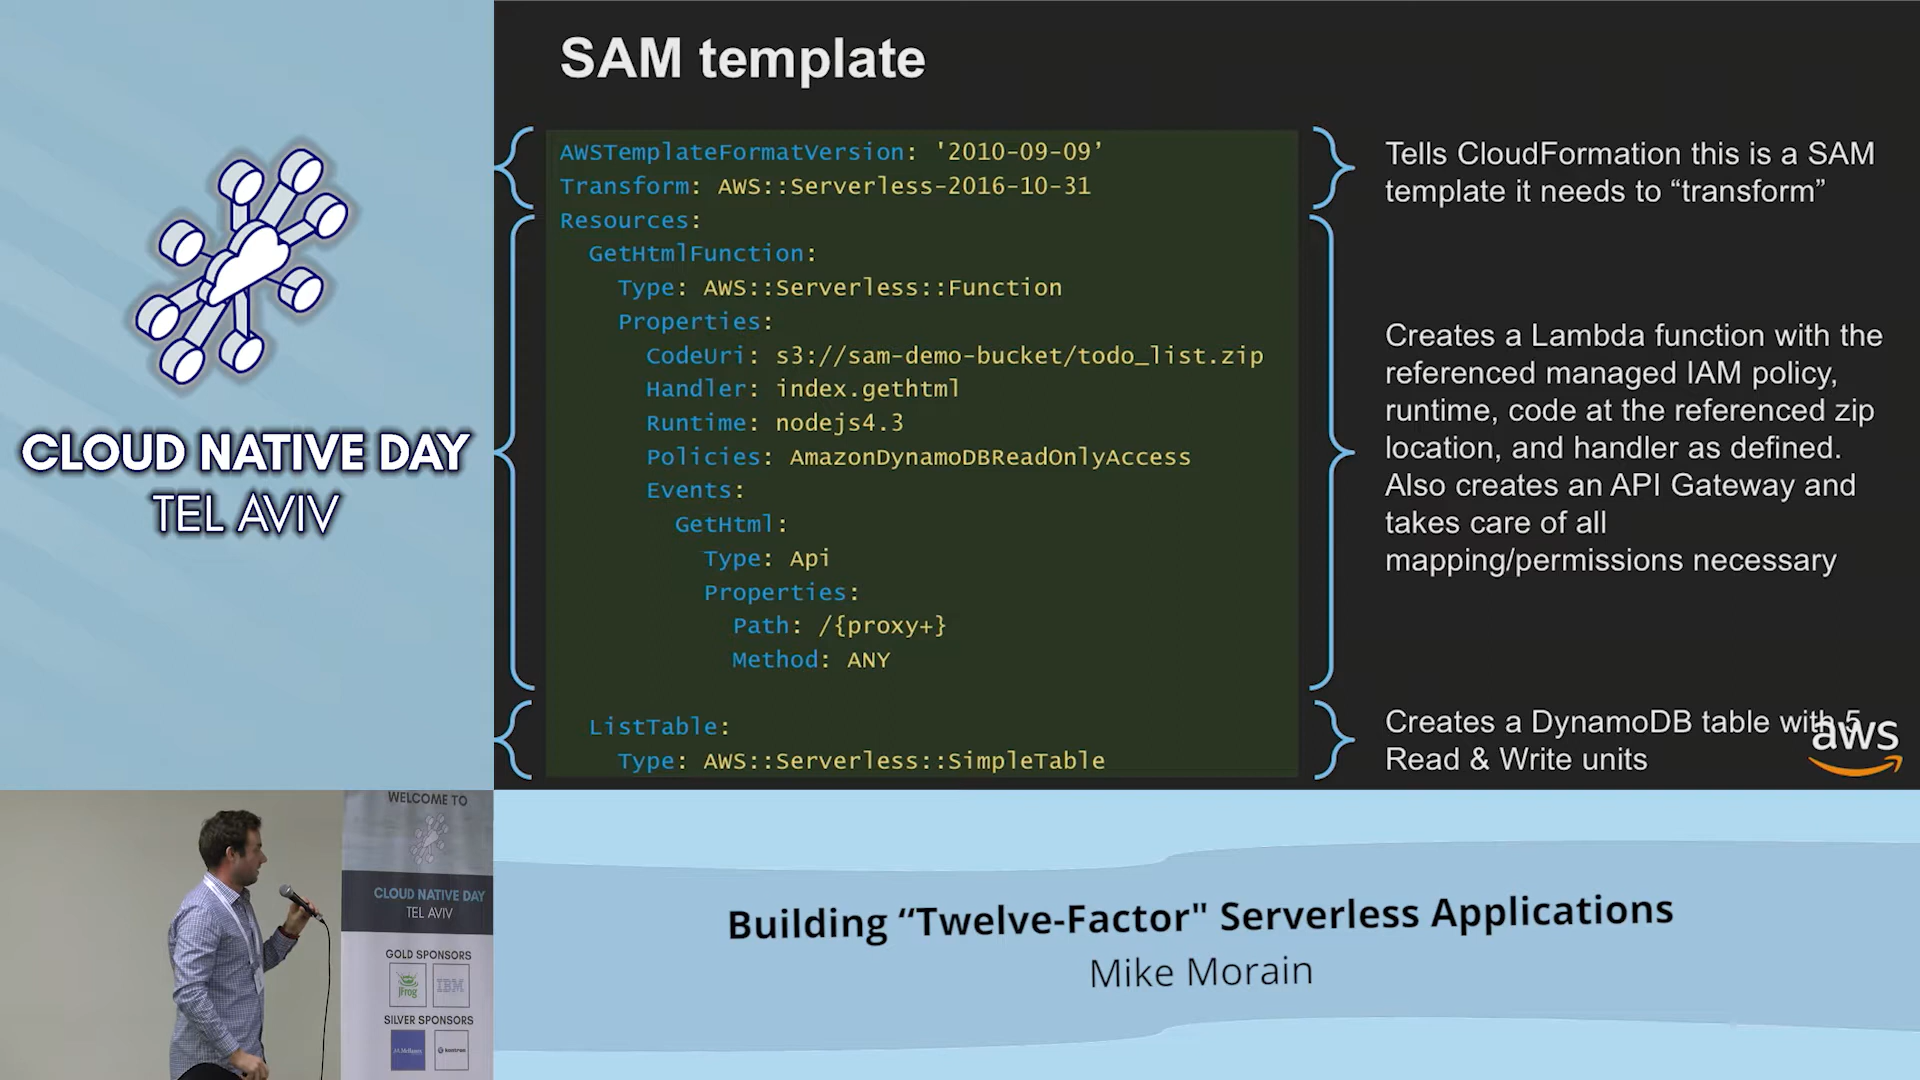 SAM template
AWSTemplateFormatVersion: '2010-09-09’
Transform: AWS::Serverless-2016-10-31
Resources:
GetHtmlFunction:
Type: AWS::Serverless::Function
Properties:
CodeUri: s3://sam-demo-bucket/todo_list.zip
Handler: index.gethtml
Runtime: nodejs4.3
Policies: AmazonDynamoDBReadOnlyAccess
Events:
GetHtml:
Type: Api
Properties:
Path: /{proxy+}
Method: ANY
ListTable:
Type: AWS::Serverless::SimpleTable
Tells CloudFormation this is a SAM
template it needs to “transform”
Creates a Lambda function with the
referenced managed IAM policy,
runtime, code at the referenced zip
location, and handler as defined.
Also creates an API Gateway and
takes care of all
mapping/permissions necessary
Creates a DynamoDB table with 5
Read & Write units
aws
CLOUD NATIVE DAY
TEL AVIV
WELCOME TO
CLOUD NATIVE DAY
TEL AVIV
GOLD SPONSORS
JFrog
IBM
SILVER SPONSORS
Building “Twelve-Factor" Serverless Applications
Mike Morain